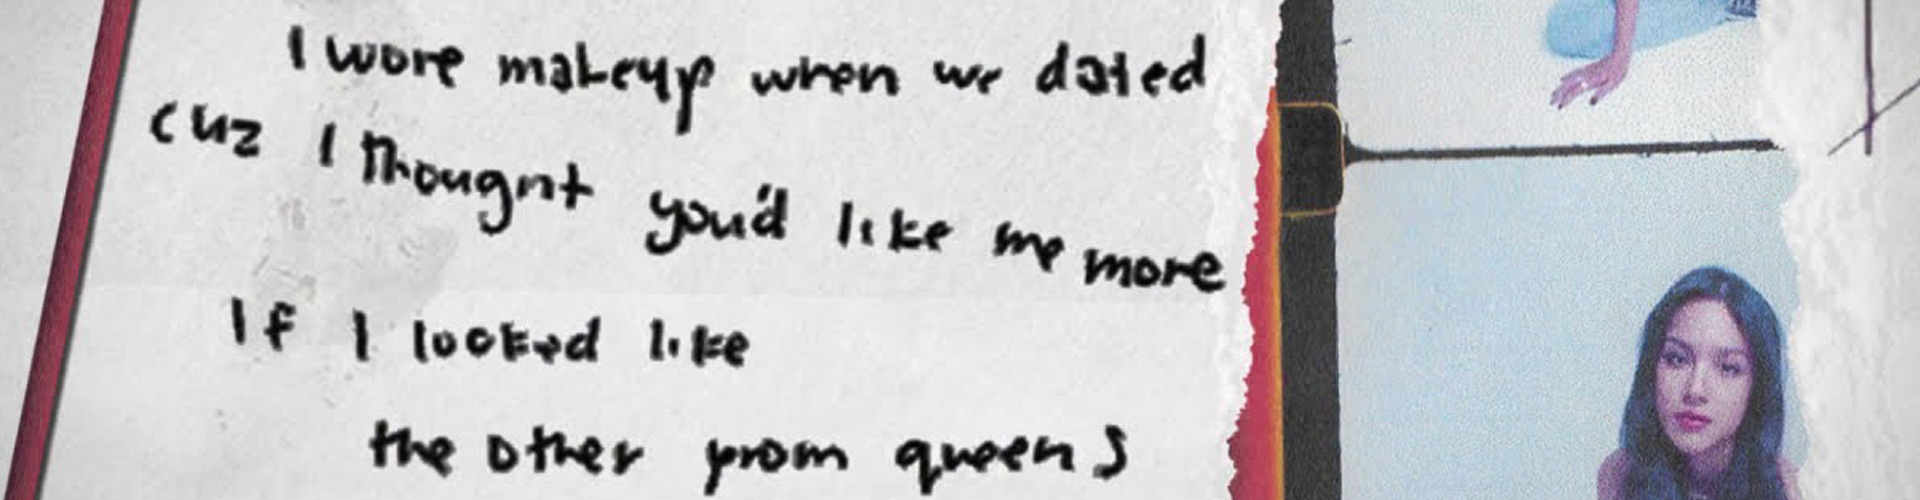 I wore makeup when we dated
cuz I thought you'd like me more
If I looked like
the other prom queens